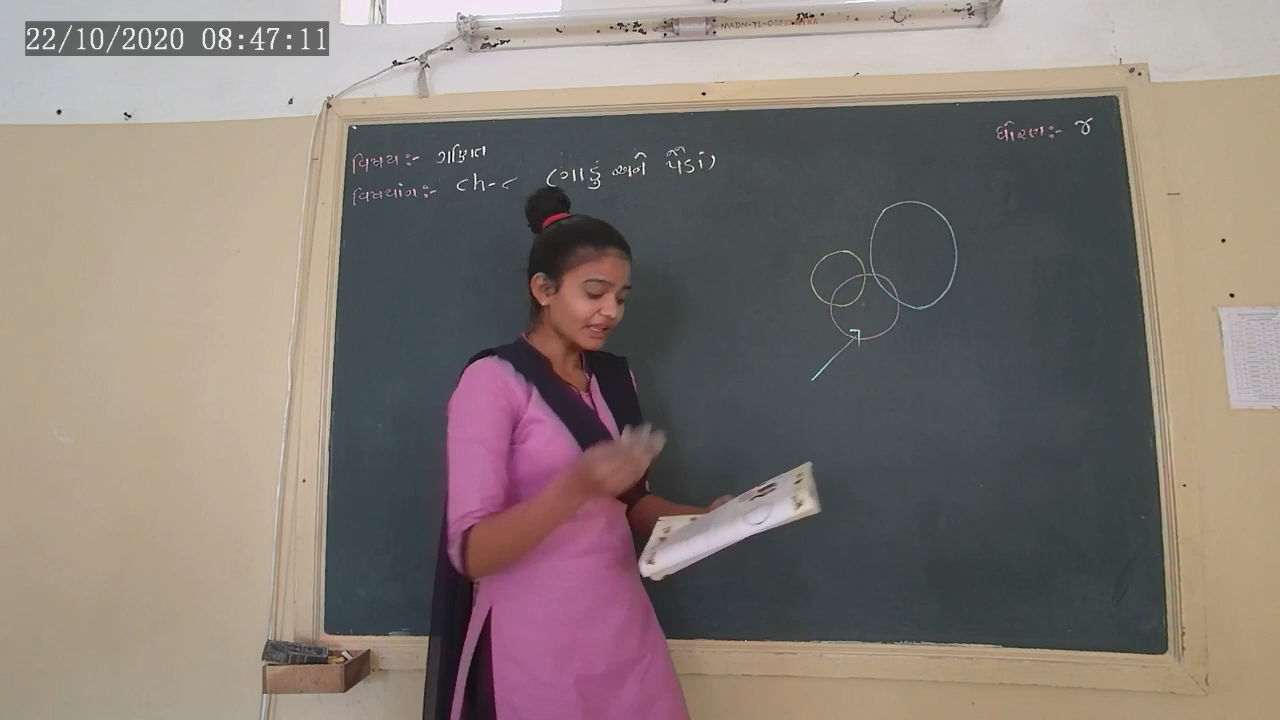 22/10/2020 08:47:11
ધોરણ:- ૪
વિષય:- ગણિત
વિષયાંગ:- ch-૮ (ગાડું અને પૈડાં)